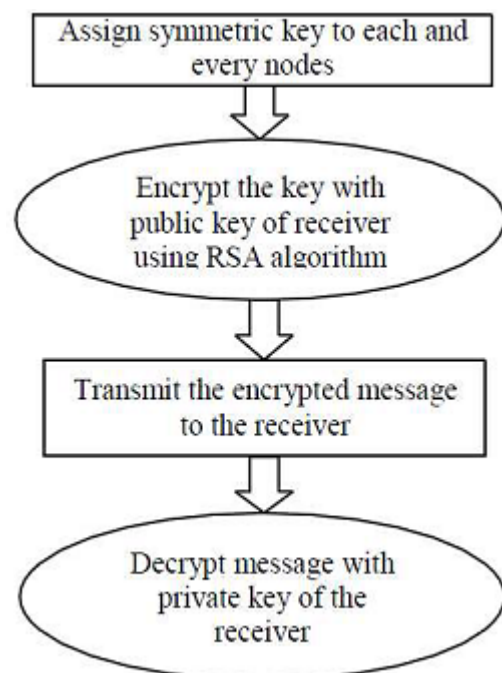 Assign symmetric key to each and
every nodes
Encrypt the key with
public key of receiver
using RSA algorithm
Transmit the encrypted message
to the receiver
Decrypt message with
private key of the
receiver